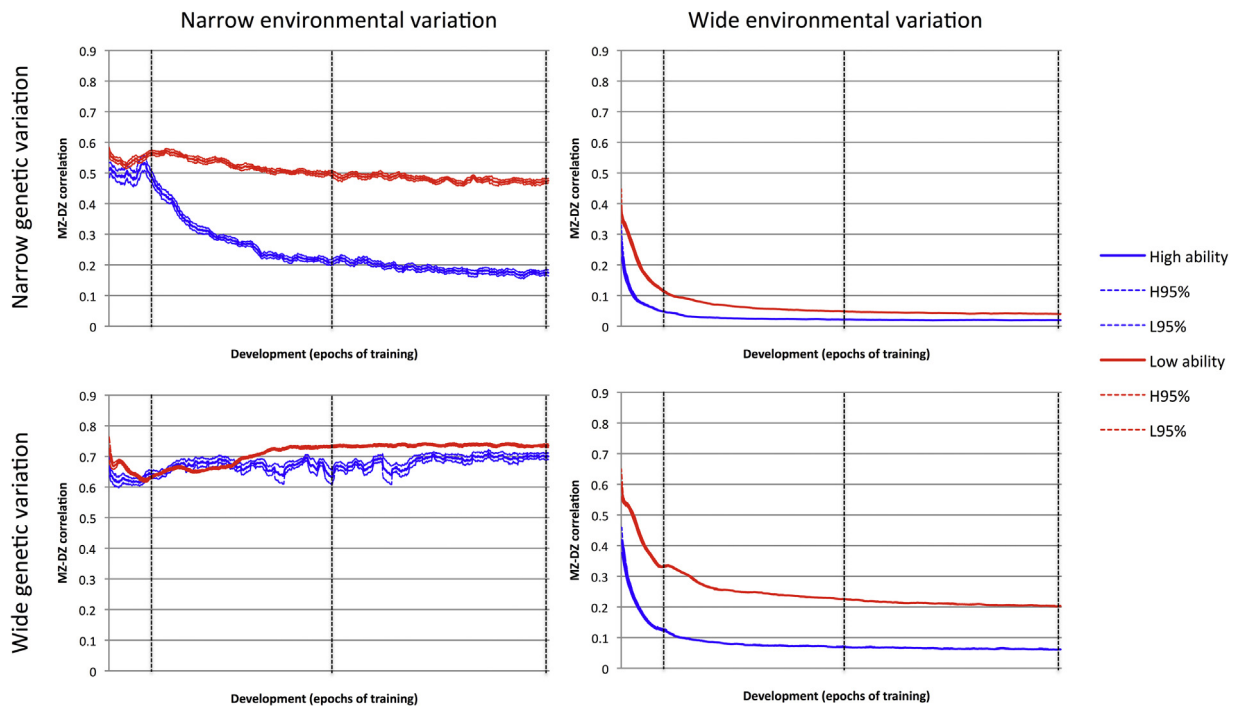 Narrow environmental variation
Wide environmental variation
Narrow genetic variation
0.9
0.8
0.7
0.6
0.5
0.4
0.3
0.2
0.1
0
MZ-DZ correlation
Development (epochs of training)
0.9
0.8
0.7
0.6
0.5
0.4
0.3
0.2
0.1
0
MZ-DZ correlation
Development (epochs of training)
High ability
H95%
L95%
Low ability
H95%
L95%
Wide genetic variation
0.9
0.8
0.7
0.6
0.5
0.4
0.3
0.2
0.1
0
MZ-DZ correlation
Development (epochs of training)
0.9
0.8
0.7
0.6
0.5
0.4
0.3
0.2
0.1
0
MZ-DZ correlation
Development (epochs of training)